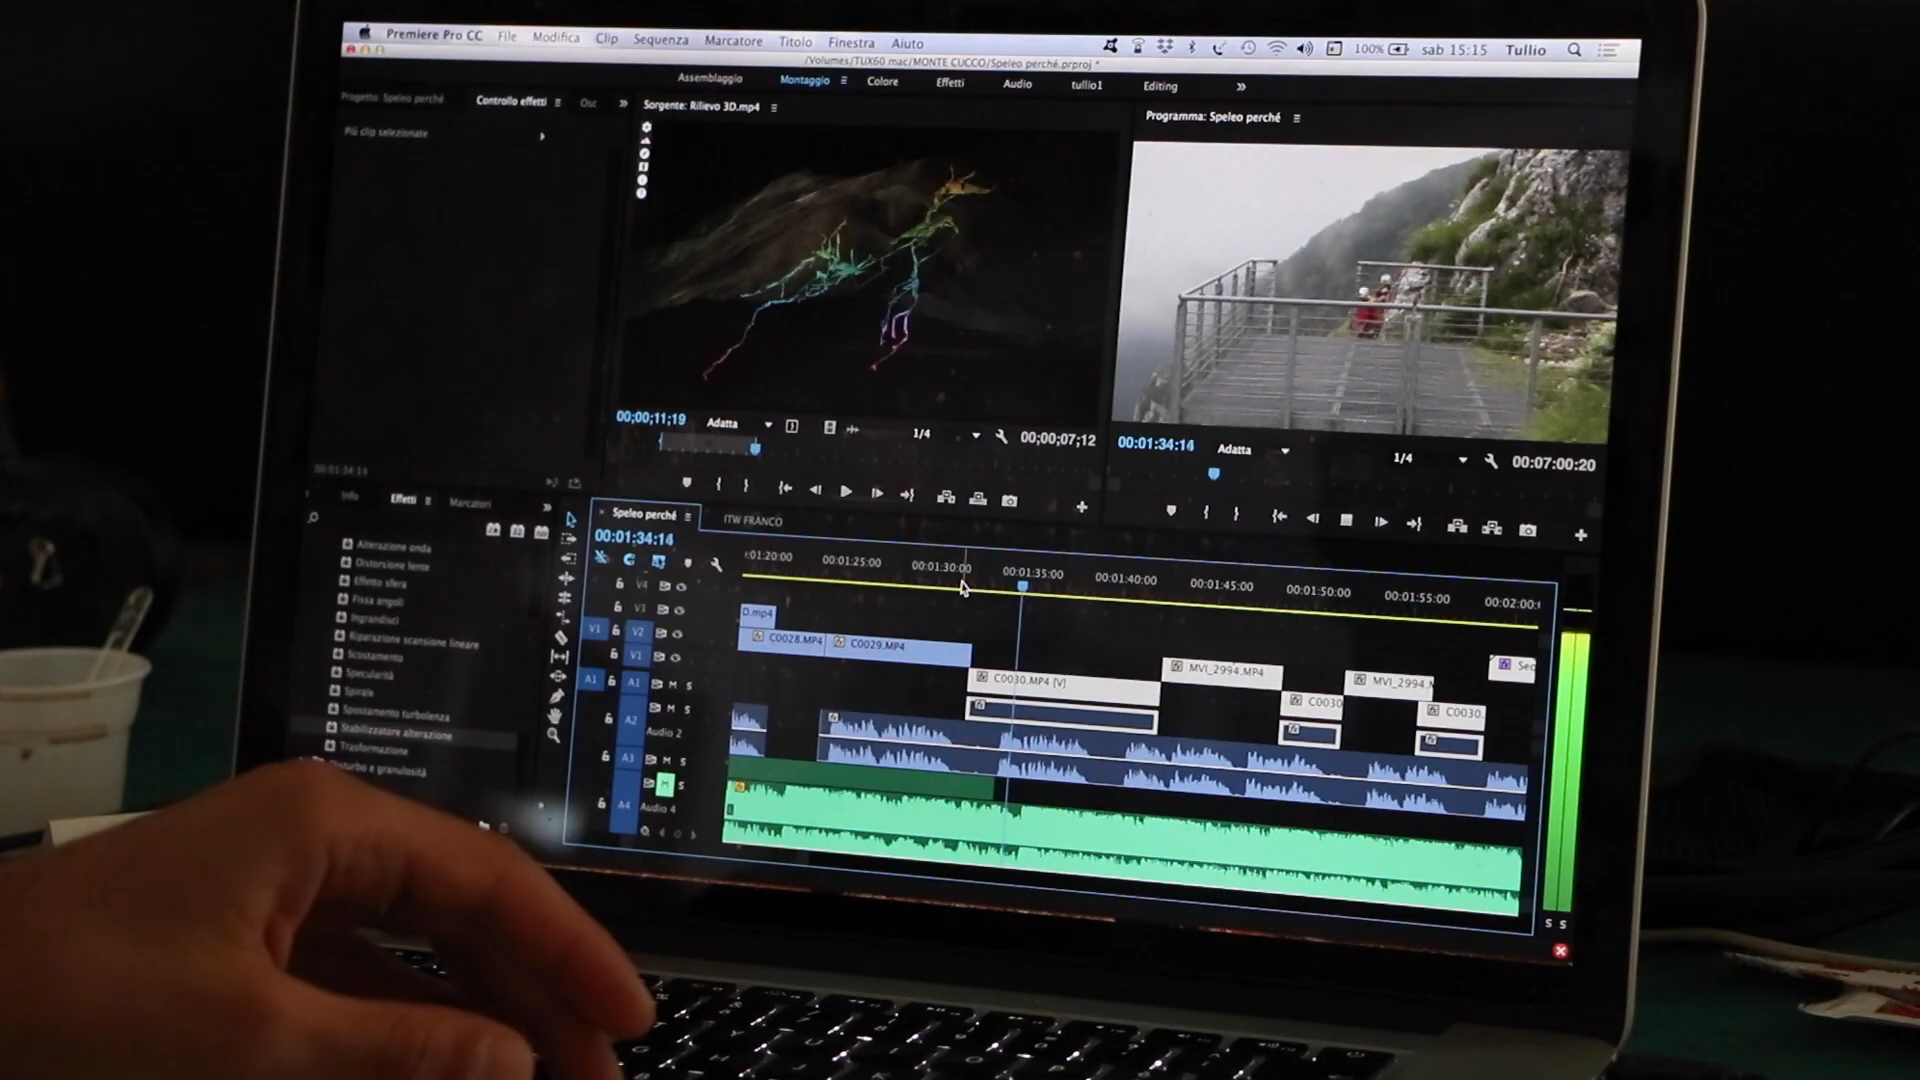 Premiere Pro CC File Modifica Clip Sequenza Marcatore Titolo Finestra Aiuto 100% sab 15:15 Tullio
/Volumes/TUX60 mac/MONTE CUCCO/Speleo perché.prproj *
Assemblaggio Montaggio Colore Effetti Audio tullio1 Editing
Progetto: Speleo perché Controllo effetti Osc
Sorgente: Rilievo 3D.mp4
Programma: Speleo perché
Più clip selezionate
00;00;11;19 Adatta 1/4 00;00;07;12
00:01:34:14 Adatta 1/4 00:07:00:20
00:01:34:14
Info Effetti Marcatori
Alterazione onda
Distorsione lente
Effetto sfera
Fissa angoli
Ingrandisci
Riparazione scansione lineare
Scostamento
Specularità
Spirale
Spostamento turbolenza
Stabilizzatore alterazione
Trasformazione
Disturbo e granulosità
Speleo perché ITW FRANCO
00:01:34:14
:01:20:00 00:01:25:00 00:01:30:00 00:01:35:00 00:01:40:00 00:01:45:00 00:01:50:00 00:01:55:00 00:02:00:
V4
V3
D.mp4
V1 V2
C0028.MP4 C0029.MP4
V1
MVI_2994.MP4 MVI_2994.M Seq
A1 A1 M S
C0030.MP4 [V] C0030 C0030.
M S
A2
Audio 2
A3 M S
M S
A4 Audio 4
S S